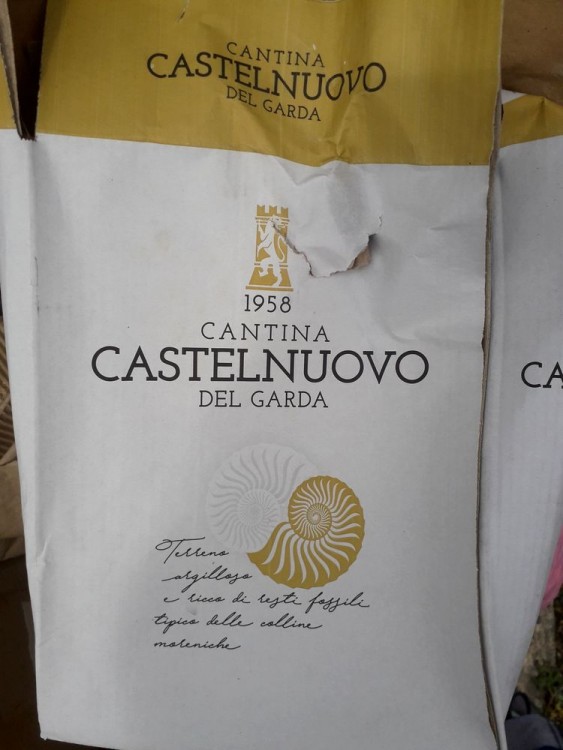 CANTINA
CASTELNUOVO
DEL GARDA
1958
CANTINA
CASTELNUOVO
DEL GARDA
Terreno
argilloso
e ricco di resti fossili
tipico delle colline
moreniche
CA